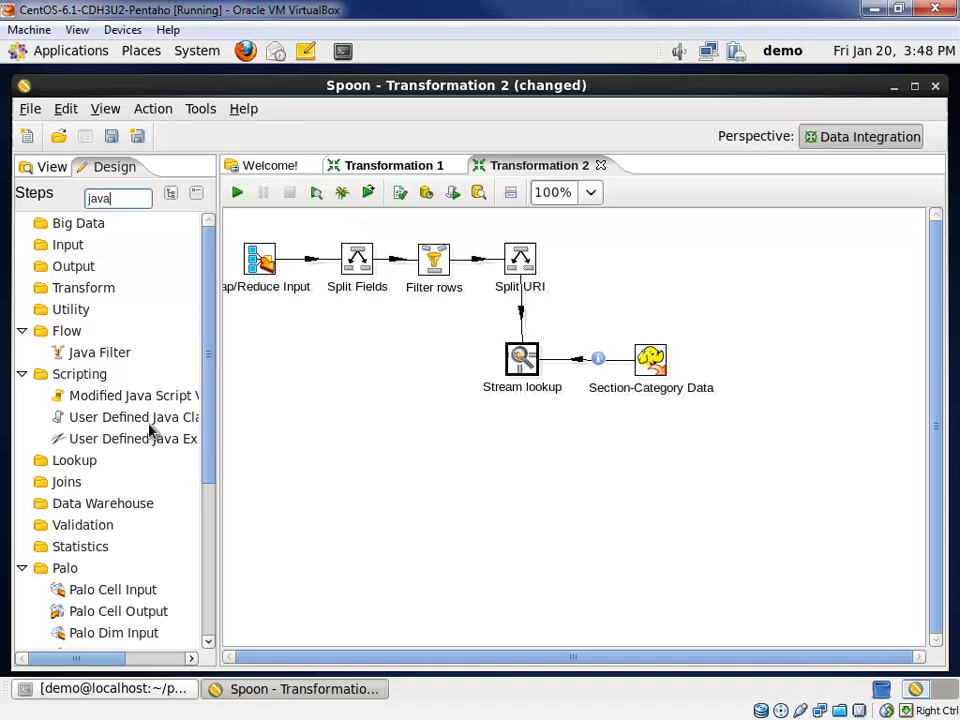 CentOS-6.1-CDH3U2-Pentaho [Running] - Oracle VM VirtualBox
Machine View Devices Help
Applications Places System demo Fri Jan 20, 3:48 PM
Spoon - Transformation 2 (changed)
File Edit View Action Tools Help
Perspective: Data Integration
View Design Welcome! Transformation 1 Transformation 2
Steps java 100%
Big Data
Input
Output
Transform
Utility
Flow
Java Filter
Scripting
Modified Java Script V
User Defined Java Cla
User Defined Java Ex
Lookup
Joins
Data Warehouse
Validation
Statistics
Palo
Palo Cell Input
Palo Cell Output
Palo Dim Input
ap/Reduce Input Split Fields Filter rows Split URI
Stream lookup Section-Category Data
[demo@localhost:~/p... Spoon - Transformatio...
Right Ctrl